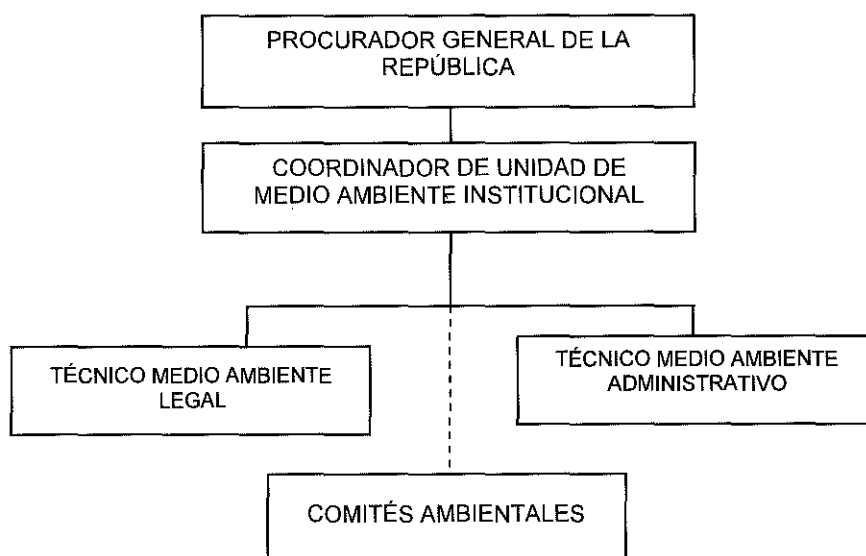 PROCURADOR GENERAL DE LA
REPÚBLICA
COORDINADOR DE UNIDAD DE
MEDIO AMBIENTE INSTITUCIONAL
TÉCNICO MEDIO AMBIENTE
LEGAL
TÉCNICO MEDIO AMBIENTE
ADMINISTRATIVO
COMITÉS AMBIENTALES